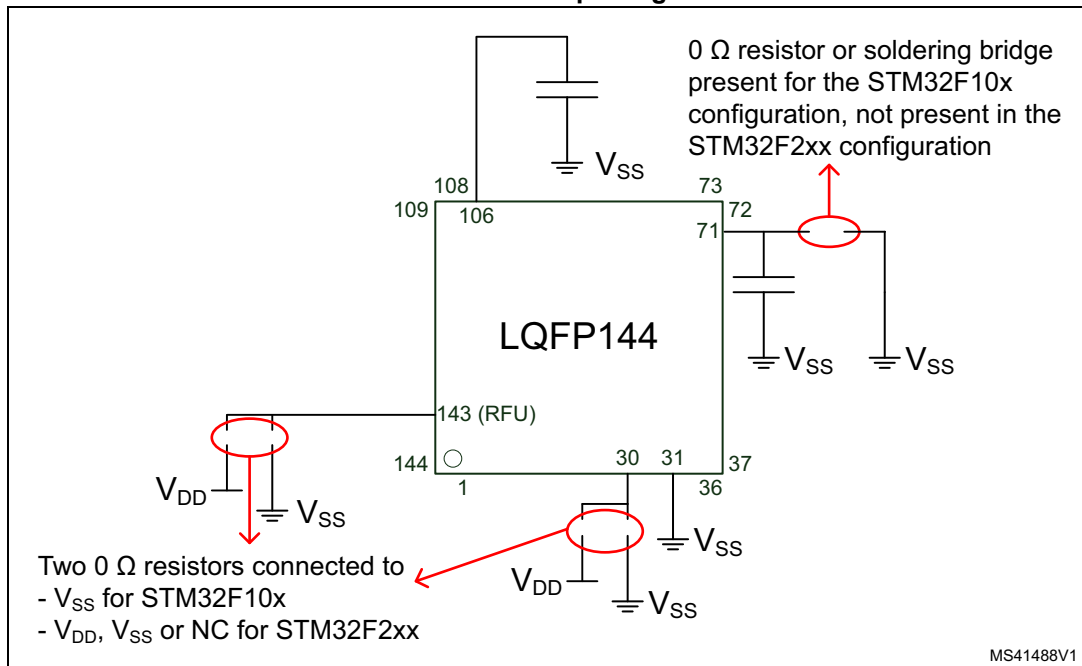 0 Ω resistor or soldering bridge
present for the STM32F10x
configuration, not present in the
STM32F2xx configuration
VSS
108
73
109
106
72
71
LQFP144
VSS
VSS
143 (RFU)
144
30
31
37
1
36
VDD
VSS
VSS
VDD
VSS
Two 0 Ω resistors connected to
- VSS for STM32F10x
- VDD, VSS or NC for STM32F2xx
MS41488V1